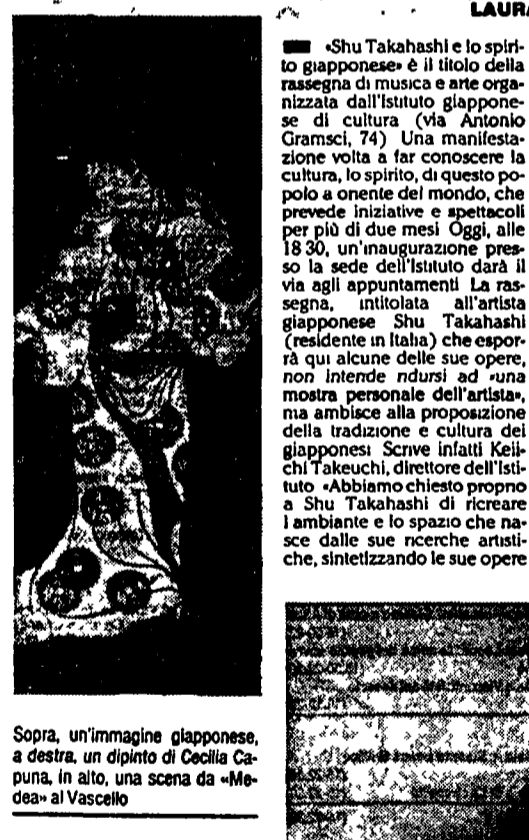 LAURA
«Shu Takahashi e lo spiri-
to giapponese» è il titolo della
rassegna di musica e arte orga-
nizzata dall'Istituto giappone-
se di cultura (via Antonio
Gramsci, 74) Una manifesta-
zione volta a far conoscere la
cultura, lo spirito, di questo po-
polo a oriente del mondo, che
prevede iniziative e spettacoli
per più di due mesi Oggi, alle
18 30, un'inaugurazione pres-
so la sede dell'Istituto darà il
via agli appuntamenti La ras-
segna, intitolata all'artista
giapponese Shu Takahashi
(residente in Italia) che espor-
rà qui alcune delle sue opere,
non intende ridursi ad «una
mostra personale dell'artista»,
ma ambisce alla proposizione
della tradizione e cultura dei
giapponesi Scrive infatti Keii-
chi Takeuchi, direttore dell'Isti-
tuto «Abbiamo chiesto proprio
a Shu Takahashi di ricreare
l ambiante e lo spazio che na-
sce dalle sue ricerche artisti-
che, sintetizzando le sue opere
Sopra, un'immagine giapponese,
a destra, un dipinto di Cecilia Ca-
puna, in alto, una scena da «Me-
dea» al Vascello